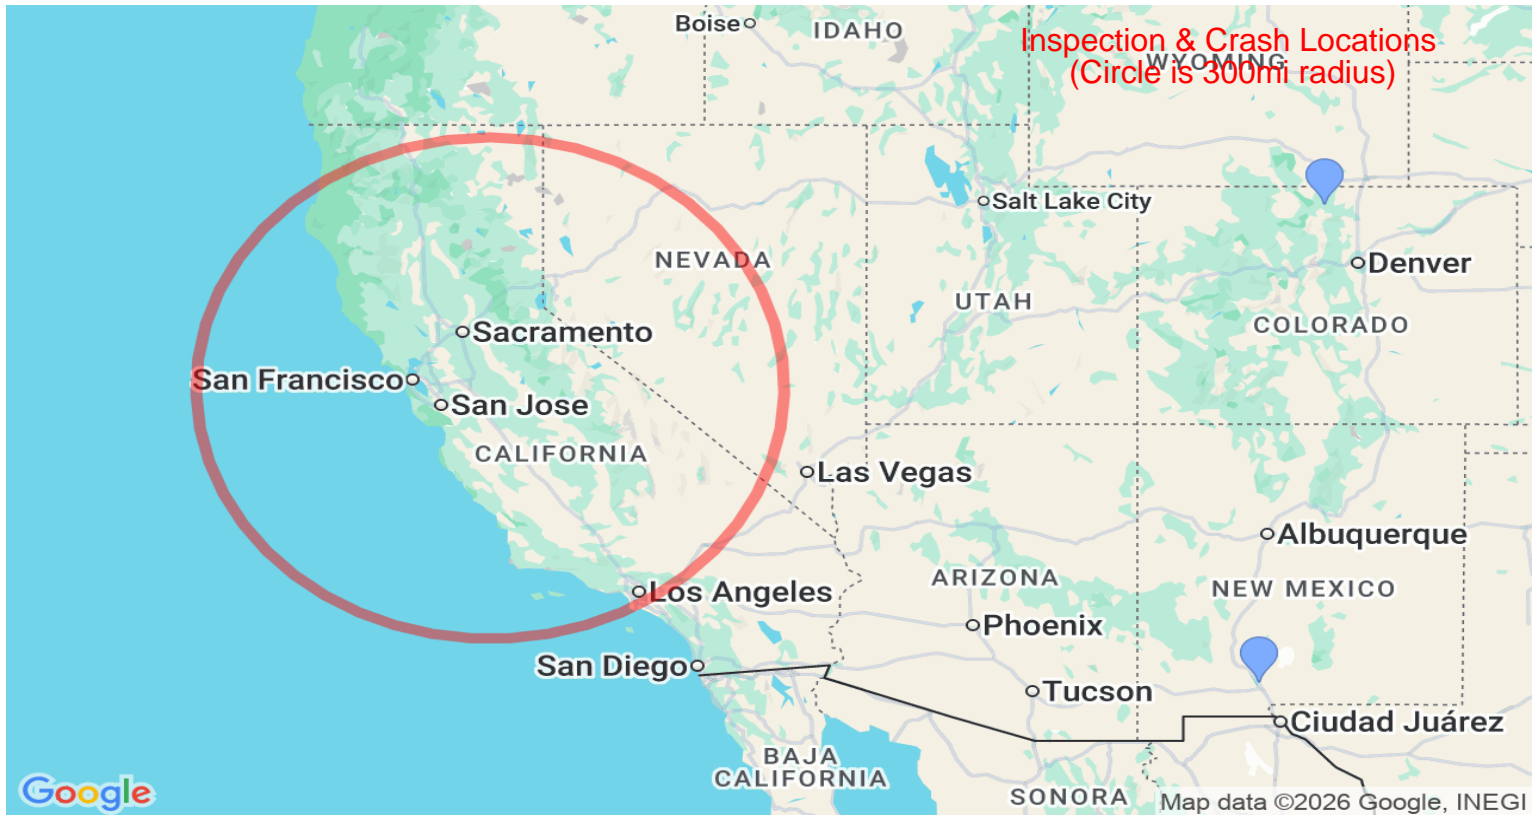 Boise
IDAHO
Inspection & Crash Locations
WYOMING
(Circle is 300mi radius)
Salt Lake City
NEVADA
Denver
UTAH
COLORADO
Sacramento
San Francisco
San Jose
CALIFORNIA
Las Vegas
Albuquerque
ARIZONA
NEW MEXICO
Los Angeles
Phoenix
San Diego
Tucson
Ciudad Juárez
BAJA
CALIFORNIA
SONORA
Google
Map data ©2026 Google, INEGI